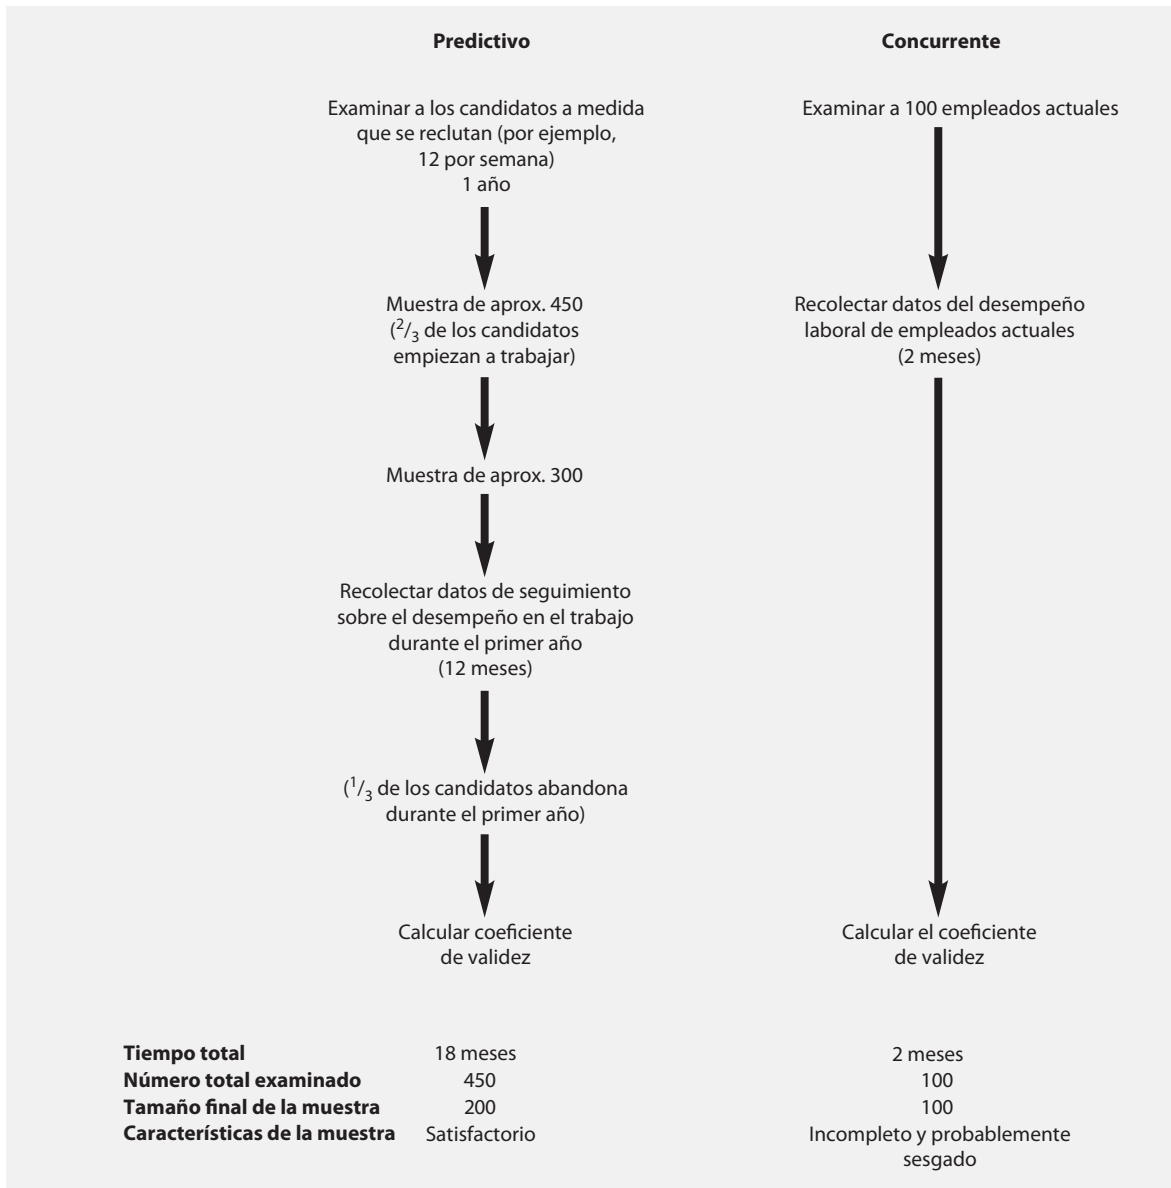 Predictivo
Examinar a los candidatos a medida
que se reclutan (por ejemplo,
12 por semana)
1 año
Muestra de aprox. 450
(2/3 de los candidatos
empiezan a trabajar)
Muestra de aprox. 300
Recolectar datos de seguimiento
sobre el desempeño en el trabajo
durante el primer año
(12 meses)
(1/3 de los candidatos abandona
durante el primer año)
Calcular coeficiente
de validez
Concurrente
Examinar a 100 empleados actuales
Recolectar datos del desempeño
laboral de empleados actuales
(2 meses)
Calcular el coeficiente
de validez
Tiempo total 18 meses 2 meses
Número total examinado 450 100
Tamaño final de la muestra 200 100
Características de la muestra Satisfactorio Incompleto y probablemente
sesgado